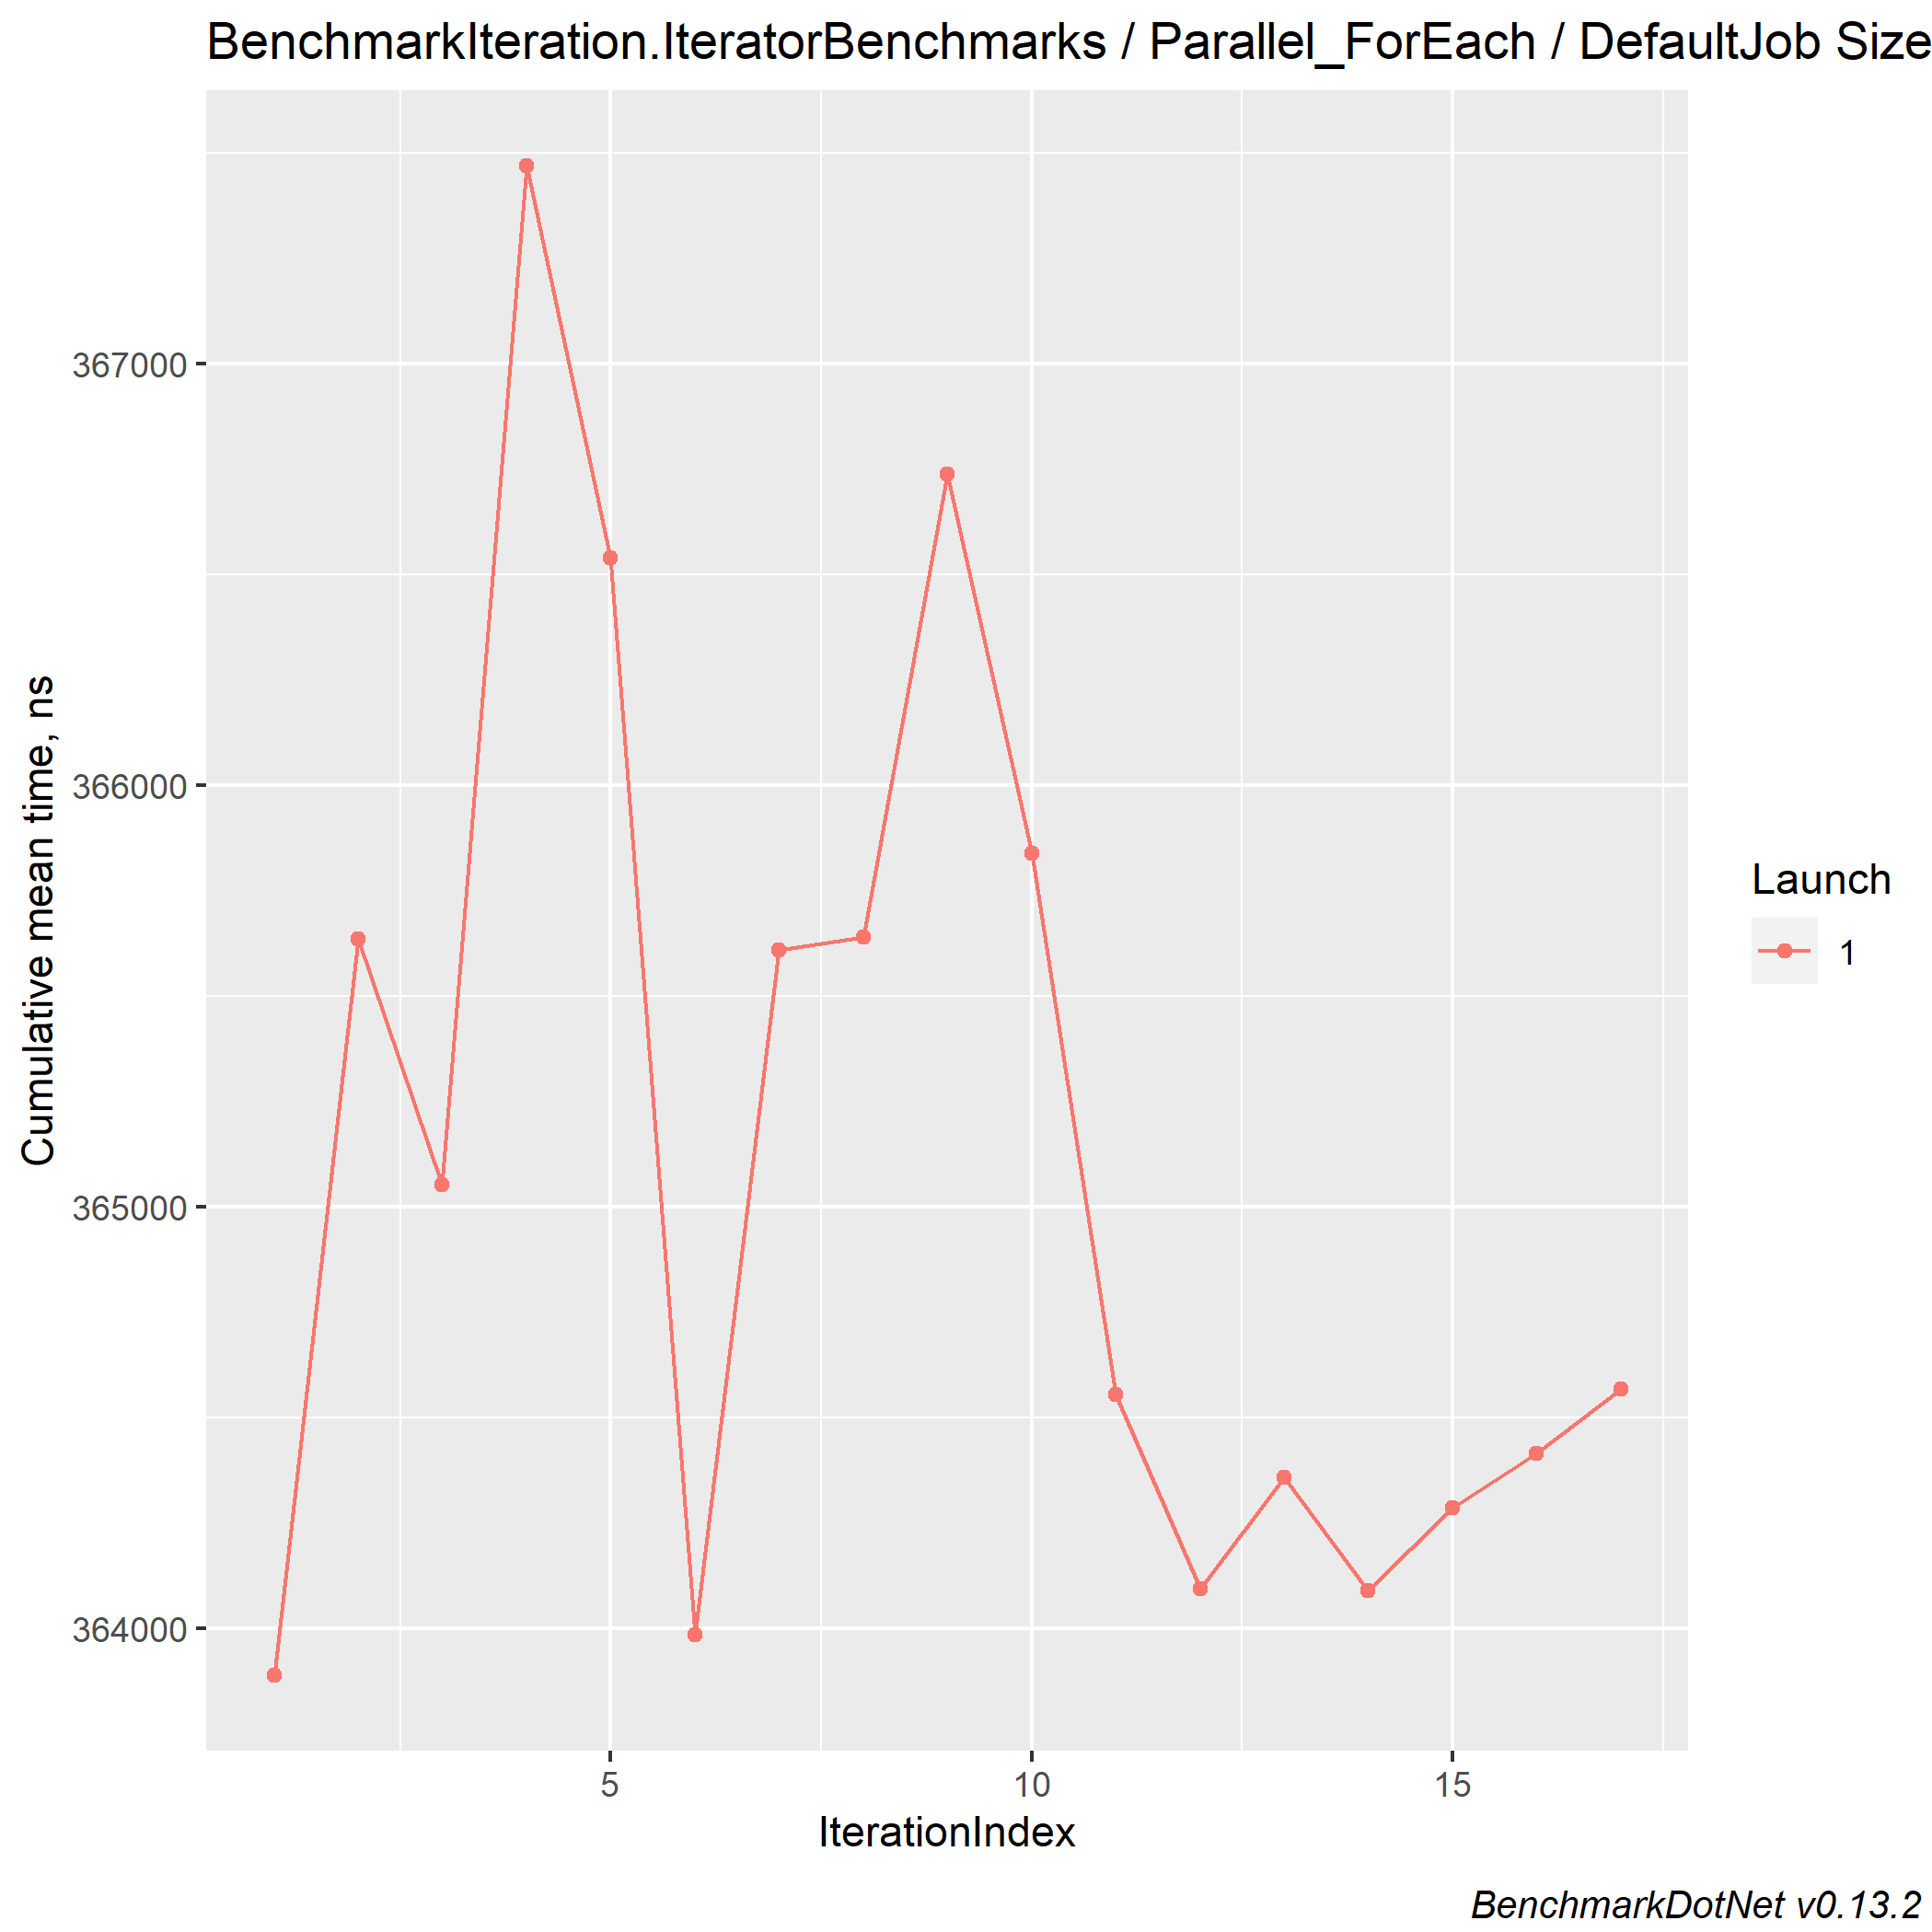 BenchmarkIteration.IteratorBenchmarks / Parallel_ForEach / DefaultJob Size
367000
366000
365000
364000
Cumulative mean time, ns
5 10 15
IterationIndex
Launch
1
BenchmarkDotNet v0.13.2